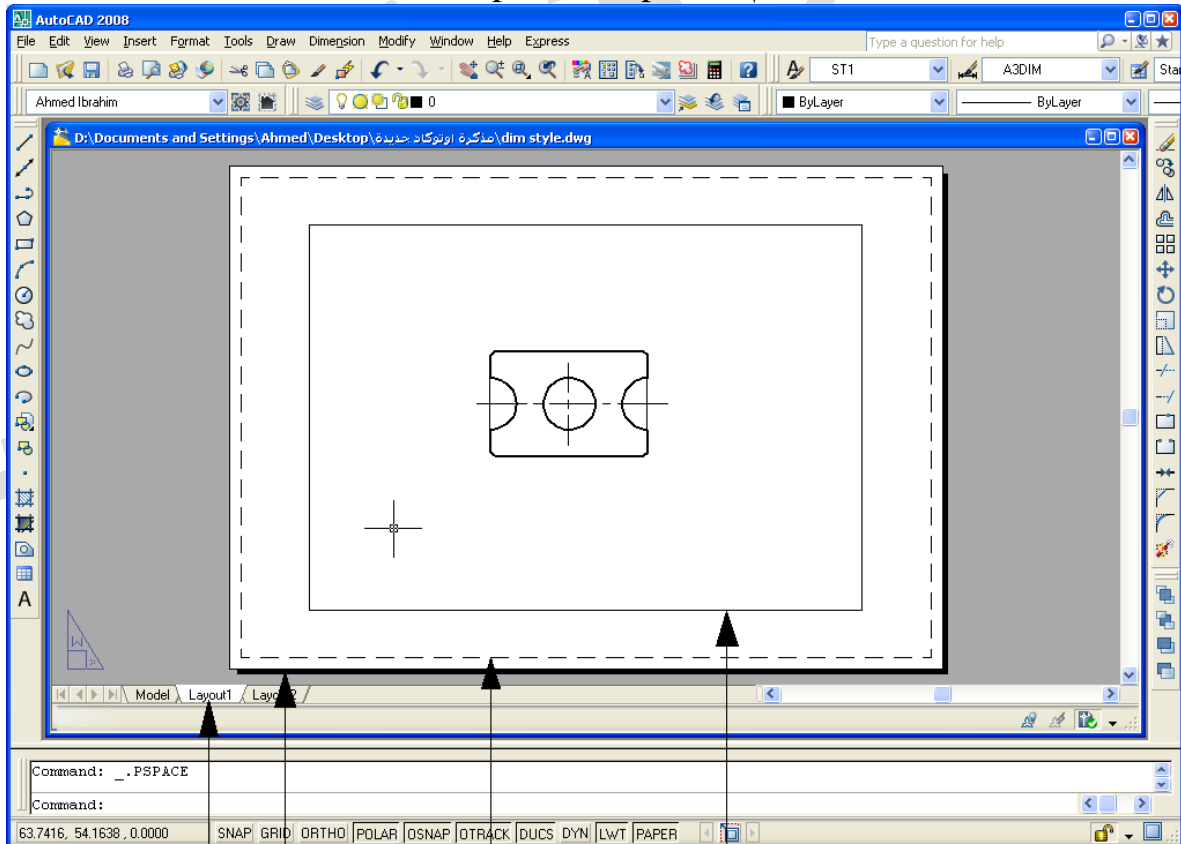 AutoCAD 2008
File Edit View Insert Format Tools Draw Dimension Modify Window Help Express Type a question for help
ST1 A3DIM Sta
Ahmed Ibrahim 0 ByLayer ByLayer
D:\Documents and Settings\Ahmed\Desktop\مذكرة اوتوكاد جديدة\dim style.dwg
W
X
A
Model Layout1 Layout2
Command: _.PSPACE
Command:
63.7416, 54.1638, 0.0000 SNAP GRID ORTHO POLAR OSNAP OTRACK DUCS DYN LWT PAPER